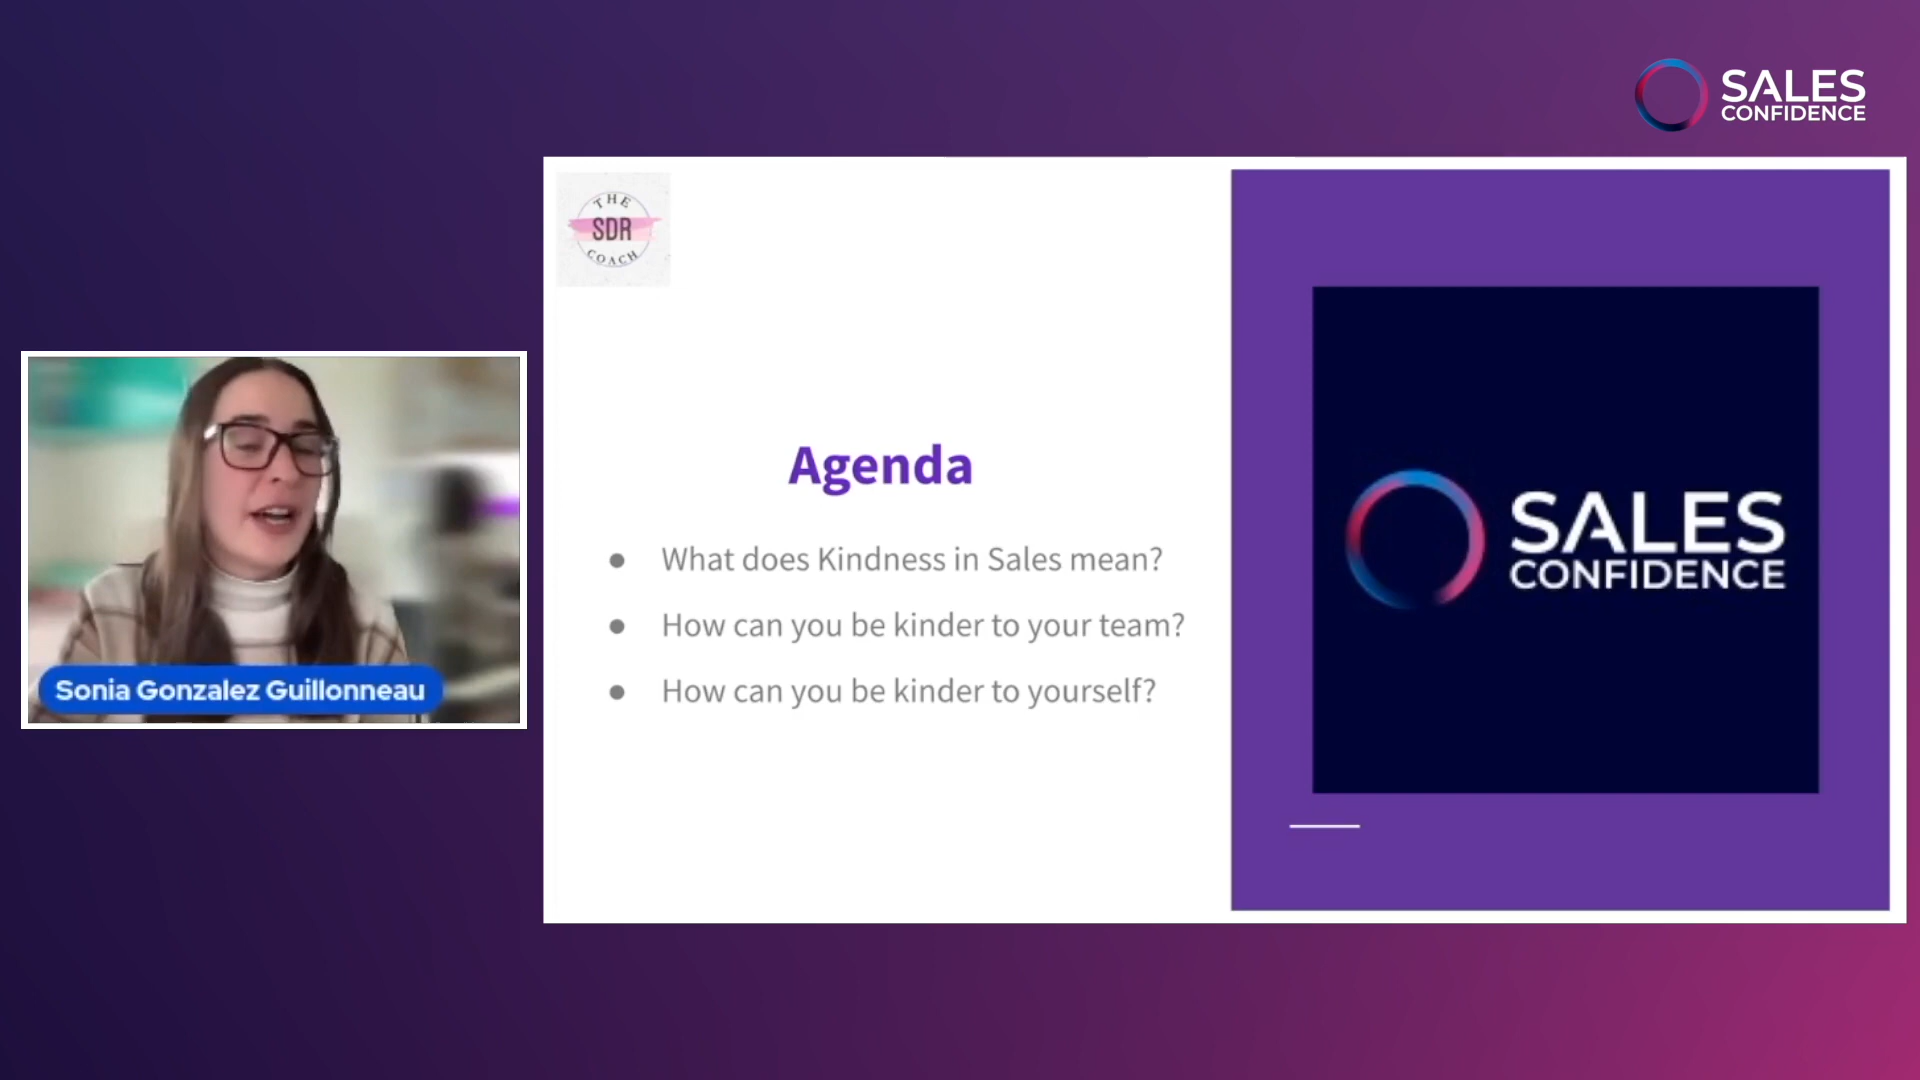 SALES
CONFIDENCE
THE
SDR
COACH
Agenda
● What does Kindness in Sales mean?
● How can you be kinder to your team?
● How can you be kinder to yourself?
SALES
CONFIDENCE
Sonia Gonzalez Guillonneau